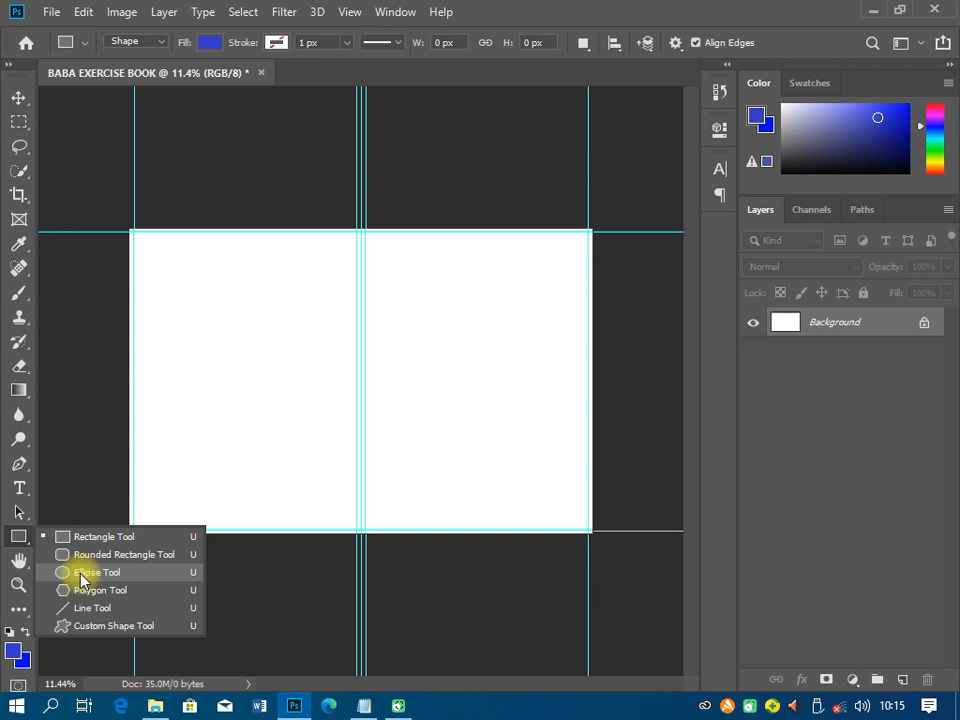 Ps File Edit Image Layer Type Select Filter 3D View Window Help
Shape Fill: Stroke: 1 px W: 0 px H: 0 px Align Edges
BABA EXERCISE BOOK @ 11.4% (RGB/8) * ×
Color Swatches
Layers Channels Paths
Kind
Normal Opacity: 100%
Lock: Fill: 100%
Background
Rectangle Tool U
Rounded Rectangle Tool U
Ellipse Tool U
Polygon Tool U
Line Tool U
Custom Shape Tool U
11.44% Doc: 35.0M/0 bytes
10:15